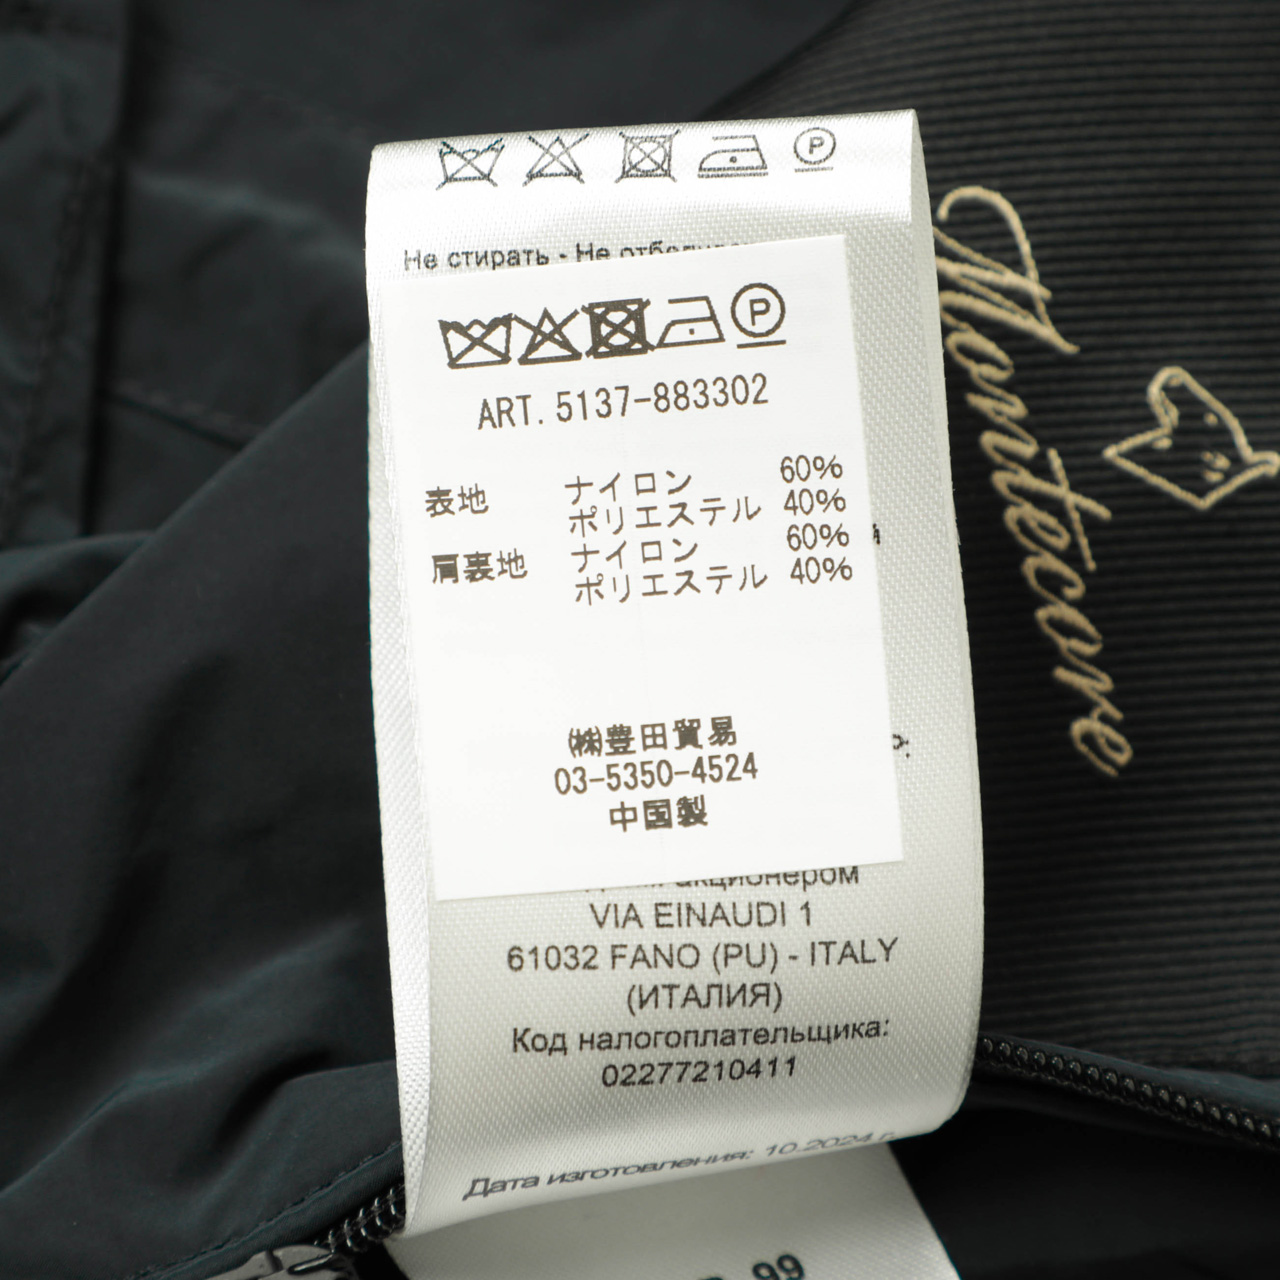 Не стирать - Не
ART. 5137-883302
表地 ナイロン 60%
ポリエステル 40%
肩裏地 ナイロン 60%
ポリエステル 40%
㈱豊田貿易
03-5350-4524
中国製
акционером
VIA EINAUDI 1
61032 FANO (PU) - ITALY
(ИТАЛИЯ)
Код налогоплательщика:
02277210411
Дата изготовления: 10.2024 г.
99
Montecore